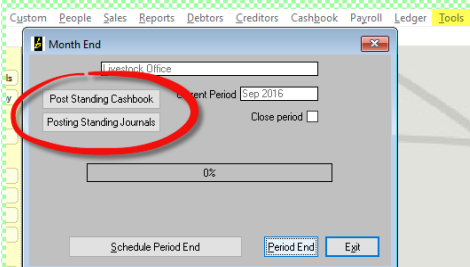 Custom People Sales Reports Debtors Creditors Cashbook Payroll Ledger Tools
Month End
Livestock Office
Post Standing Cashbook
Current Period Sep 2016
Posting Standing Journals
Close period
0%
Schedule Period End
Period End
Exit